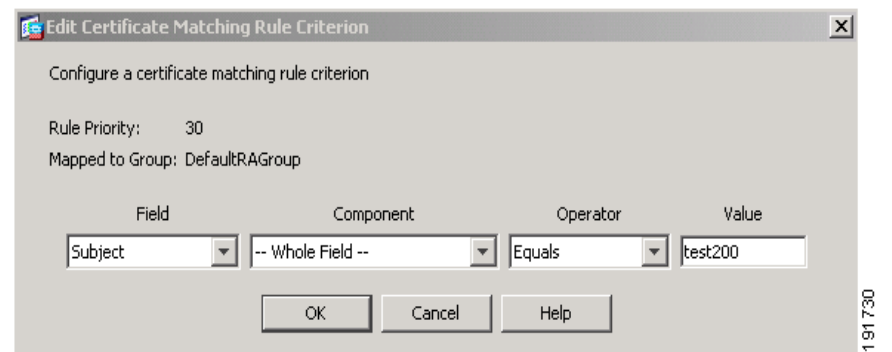 Edit Certificate Matching Rule Criterion
Configure a certificate matching rule criterion
Rule Priority: 30
Mapped to Group: DefaultRAGroup
Field Component Operator Value
Subject -- Whole Field -- Equals test200
OK Cancel Help
191730